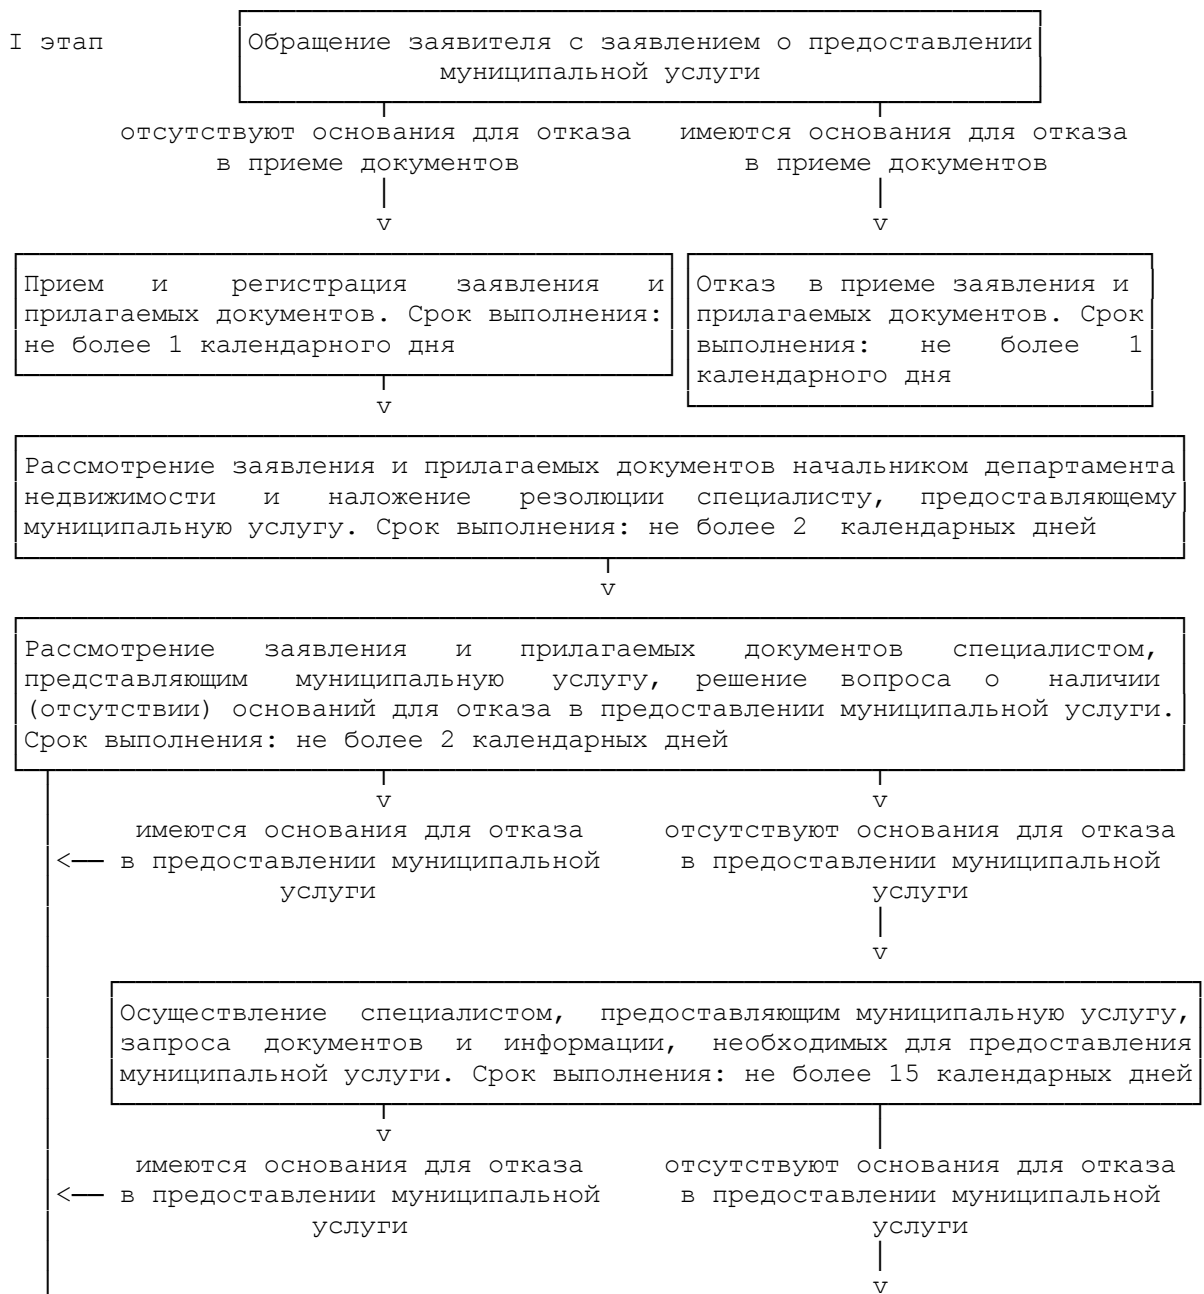 I этап
Обращение заявителя с заявлением о предоставлении
муниципальной услуги
отсутствуют основания для отказа
в приеме документов
имеются основания для отказа
в приеме документов
v
v
Прием и регистрация заявления и
прилагаемых документов. Срок выполнения:
не более 1 календарного дня
Отказ в приеме заявления и
прилагаемых документов. Срок
выполнения: не более 1
календарного дня
v
Рассмотрение заявления и прилагаемых документов начальником департамента
недвижимости и наложение резолюции специалисту, предоставляющему
муниципальную услугу. Срок выполнения: не более 2 календарных дней
v
Рассмотрение заявления и прилагаемых документов специалистом,
представляющим муниципальную услугу, решение вопроса о наличии
(отсутствии) оснований для отказа в предоставлении муниципальной услуги.
Срок выполнения: не более 2 календарных дней
v
v
имеются основания для отказа
<── в предоставлении муниципальной
услуги
отсутствуют основания для отказа
в предоставлении муниципальной
услуги
v
Осуществление специалистом, предоставляющим муниципальную услугу,
запроса документов и информации, необходимых для предоставления
муниципальной услуги. Срок выполнения: не более 15 календарных дней
v
имеются основания для отказа
<── в предоставлении муниципальной
услуги
отсутствуют основания для отказа
в предоставлении муниципальной
услуги
v